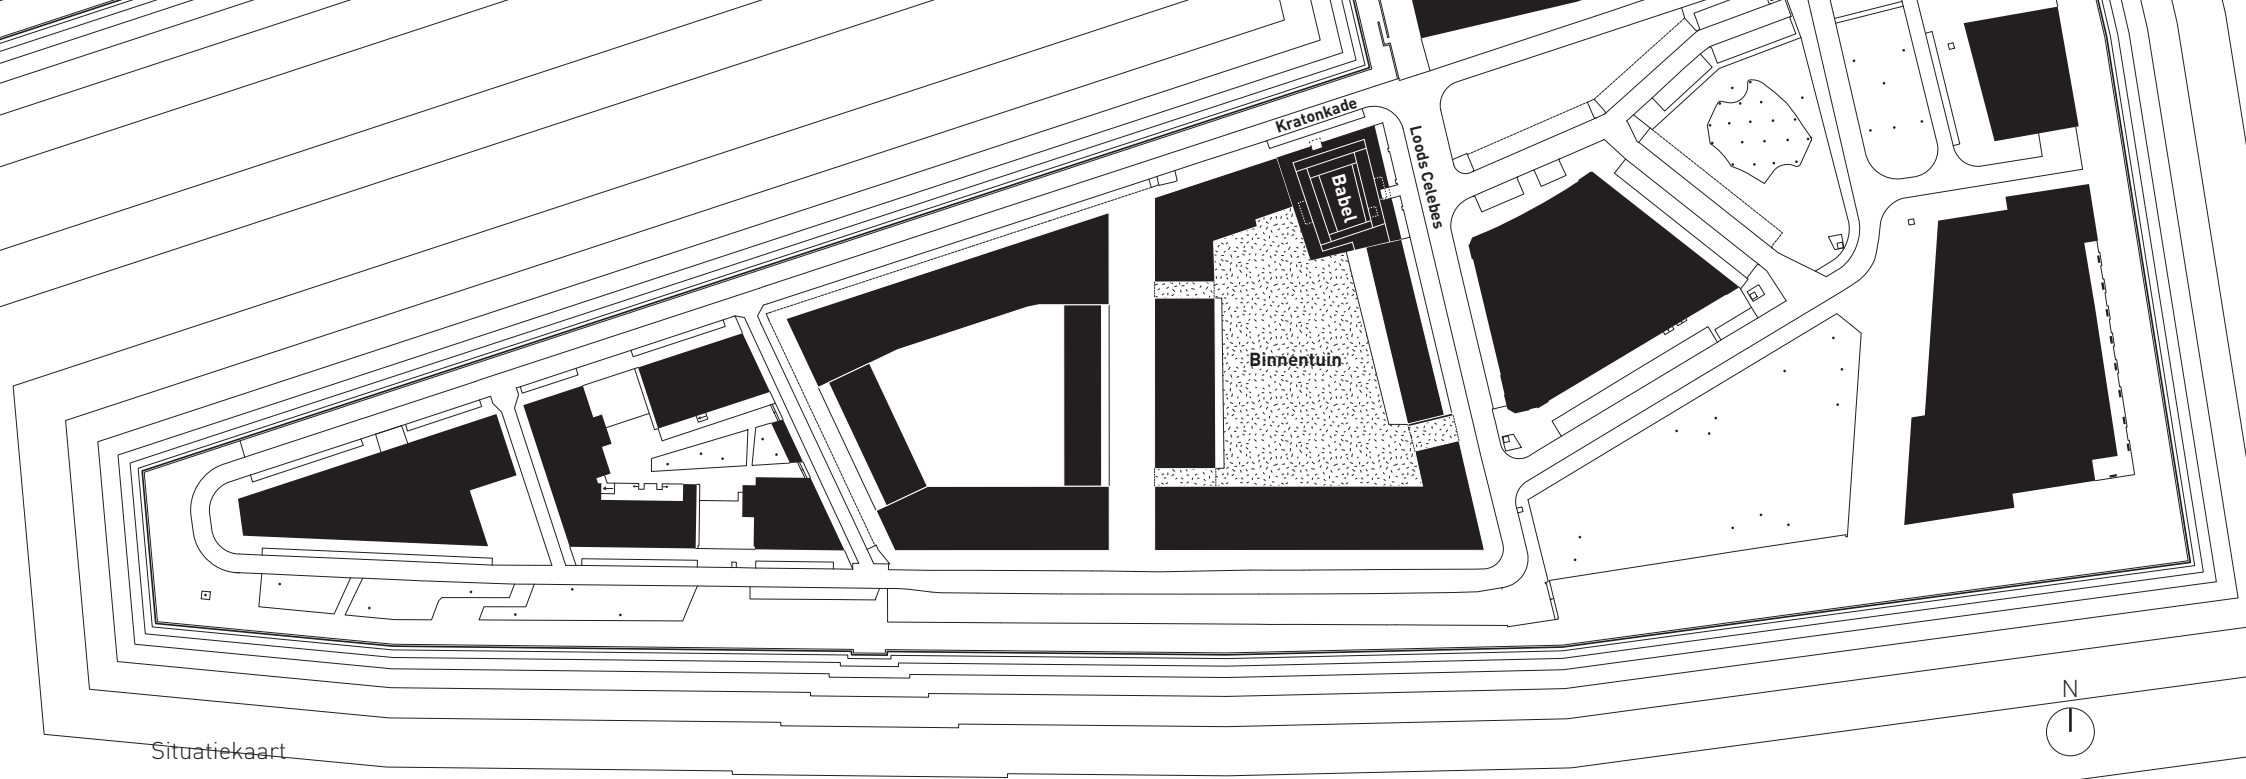 Kratonkade
Loods Celebes
Babel
Binnentuin
N
Situatiekaart